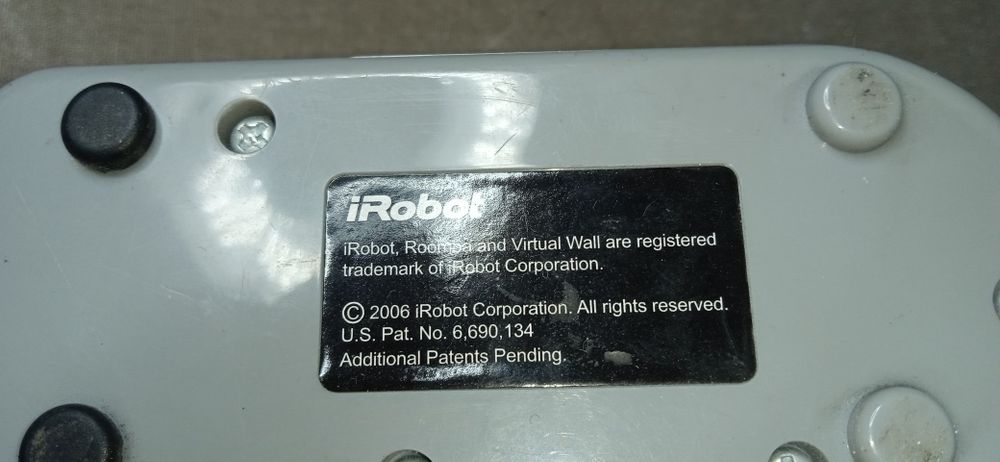 iRobot
iRobot, Roomba and Virtual Wall are registered
trademark of iRobot Corporation.
© 2006 iRobot Corporation. All rights reserved.
U.S. Pat. No. 6,690,134
Additional Patents Pending.